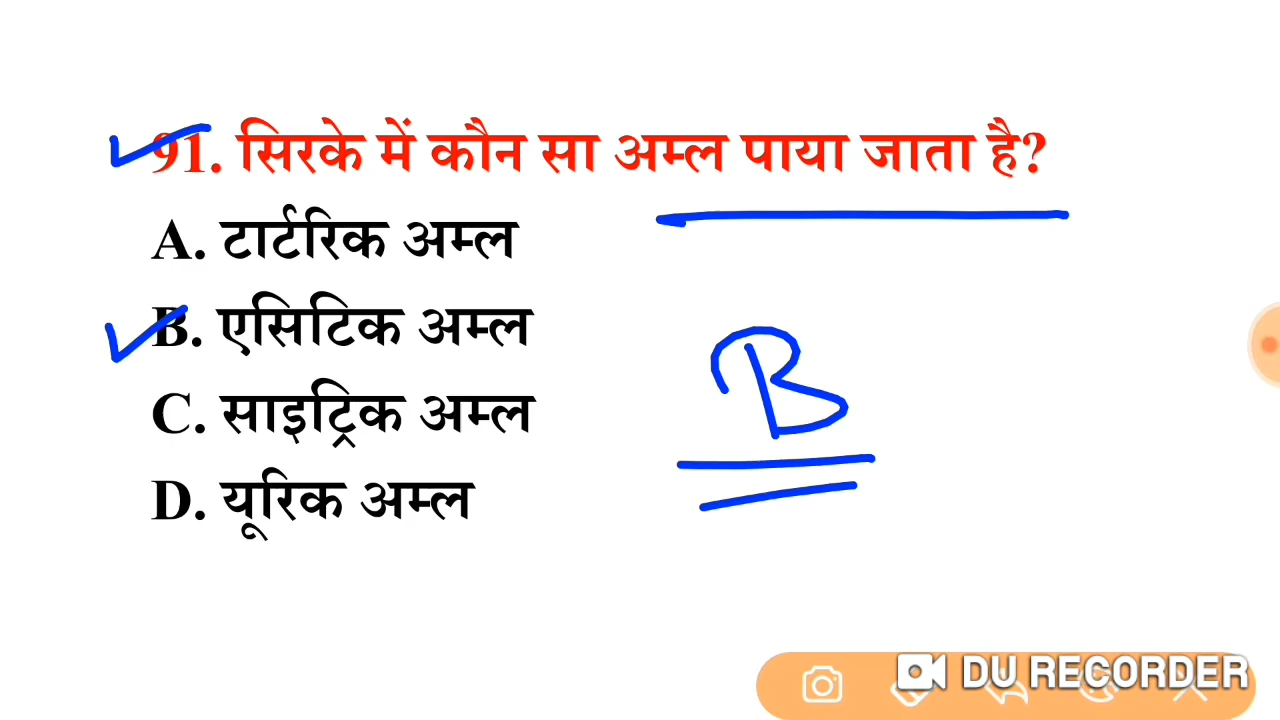 91. सिरके में कौन सा अम्ल पाया जाता है?
A. टार्टरिक अम्ल
B. एसिटिक अम्ल
B
C. साइट्रिक अम्ल
D. यूरिक अम्ल
DU RECORDER